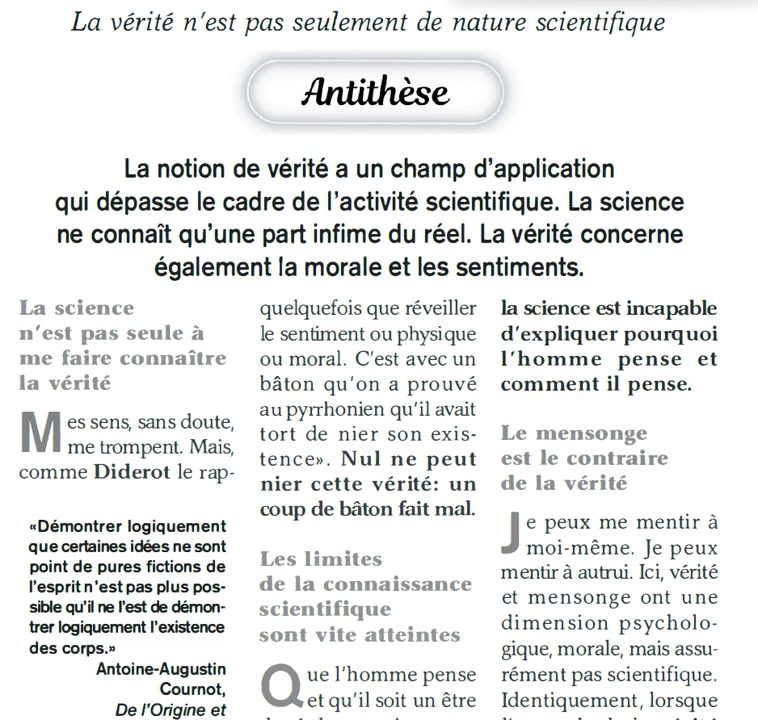 La vérité n'est pas seulement de nature scientifique
Antithèse
La notion de vérité a un champ d'application
qui dépasse le cadre de l'activité scientifique. La science
ne connaît qu'une part infime du réel. La vérité concerne
également la morale et les sentiments.
La science
n'est pas seule à
me faire connaître
la vérité
Mes sens, sans doute,
me trompent. Mais,
comme Diderot le rap-
«Démontrer logiquement
que certaines idées ne sont
point de pures fictions de
l'esprit n'est pas plus pos-
sible qu'il ne l'est de démon-
trer logiquement l'existence
des corps.»
Antoine-Augustin
Cournot,
De l'Origine et
quelquefois que réveiller
le sentiment ou physique
ou moral. C'est avec un
bâton qu'on a prouvé
au pyrrhonien qu'il avait
tort de nier son exis-
tence». Nul ne peut
nier cette vérité: un
coup de bâton fait mal.
Les limites
de la connaissance
scientifique
sont vite atteintes
Que l'homme pense
et qu'il soit un être
la science est incapable
d'expliquer pourquoi
l'homme pense et
comment il pense.
Le mensonge
est le contraire
de la vérité
Je peux me mentir à
moi-même. Je peux
mentir à autrui. Ici, vérité
et mensonge ont une
dimension psycholo-
gique, morale, mais assu-
rément pas scientifique.
Identiquement, lorsque